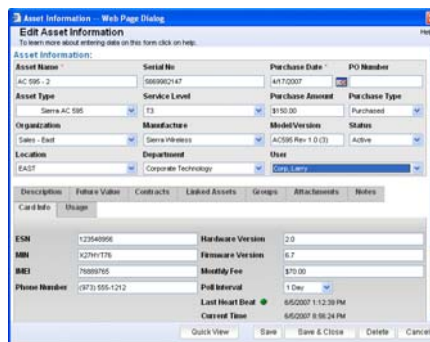 Asset Information -- Web Page Dialog
Edit Asset Information
Help
To learn more about entering data on this form click on help.
Asset Information:
Asset Name * Serial No Purchase Date * PO Number
AC 595 - 2 5869982147 4/17/2007
Asset Type Service Level Purchase Amount Purchase Type
Sierra AC 595 T3 $150.00 Purchased
Organization Manufacture Model/Version Status
Sales - East Sierra Wireless AC595 Rev 1.0 (3) Active
Location Department User
EAST Corporate Technology Corp, Larry
Description Future Value Contracts Linked Assets Groups Attachments Notes
Card Info Usage
ESN 123548956 Hardware Version 2.0
MIN X27HYT76 Firmware Version 6.7
IMEI 76889765 Monthly Fee $70.00
Phone Number (973) 555-1212 Poll Interval 1 Day
Last Heart Beat 6/5/2007 1:12:39 PM
Current Time 6/5/2007 8:56:24 PM
Quick View Save Save & Close Delete Cancel